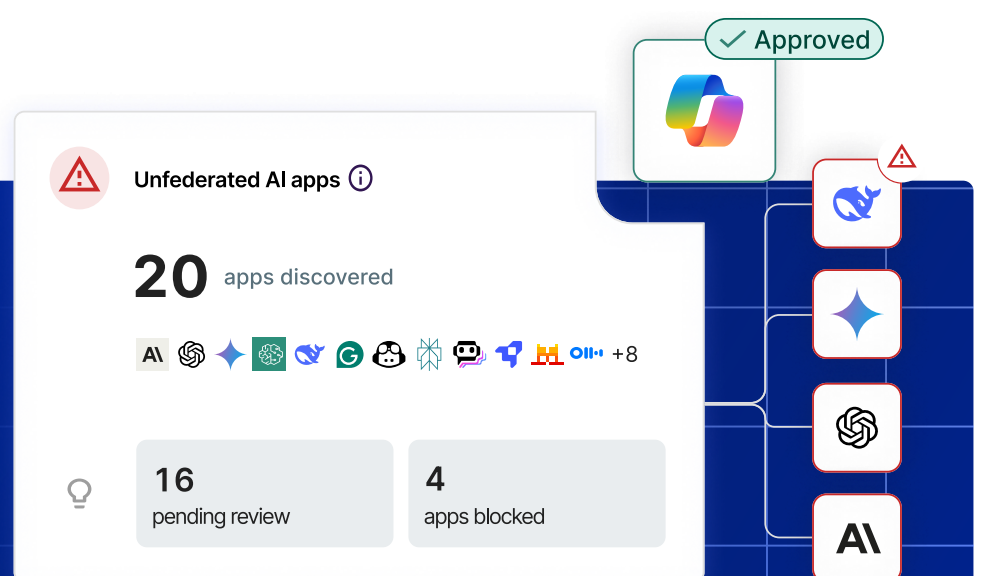 Approved
Unfederated AI apps
20 apps discovered
+8
16
pending review
4
apps blocked